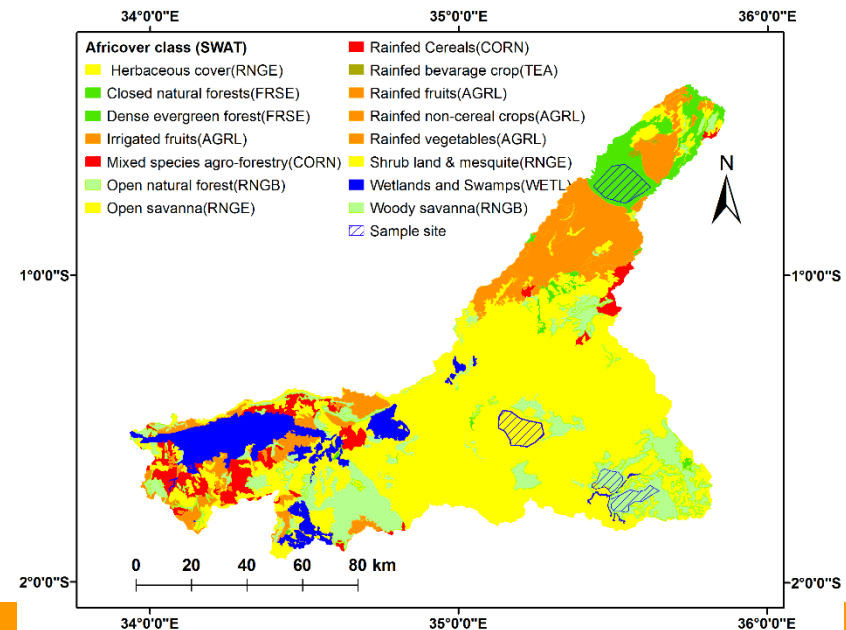 34°0'0"E 35°0'0"E 36°0'0"E
Africover class (SWAT)
Herbaceous cover(RNGE)
Closed natural forests(FRSE)
Dense evergreen forest(FRSE)
Irrigated fruits(AGRL)
Mixed species agro-forestry(CORN)
Open natural forest(RNGB)
Open savanna(RNGE)
Rainfed Cereals(CORN)
Rainfed bevarage crop(TEA)
Rainfed fruits(AGRL)
Rainfed non-cereal crops(AGRL)
Rainfed vegetables(AGRL)
Shrub land & mesquite(RNGE)
Wetlands and Swamps(WETL)
Woody savanna(RNGB)
Sample site
N
1°0'0"S 1°0'0"S
0 20 40 60 80 km
2°0'0"S 2°0'0"S
34°0'0"E 35°0'0"E 36°0'0"E